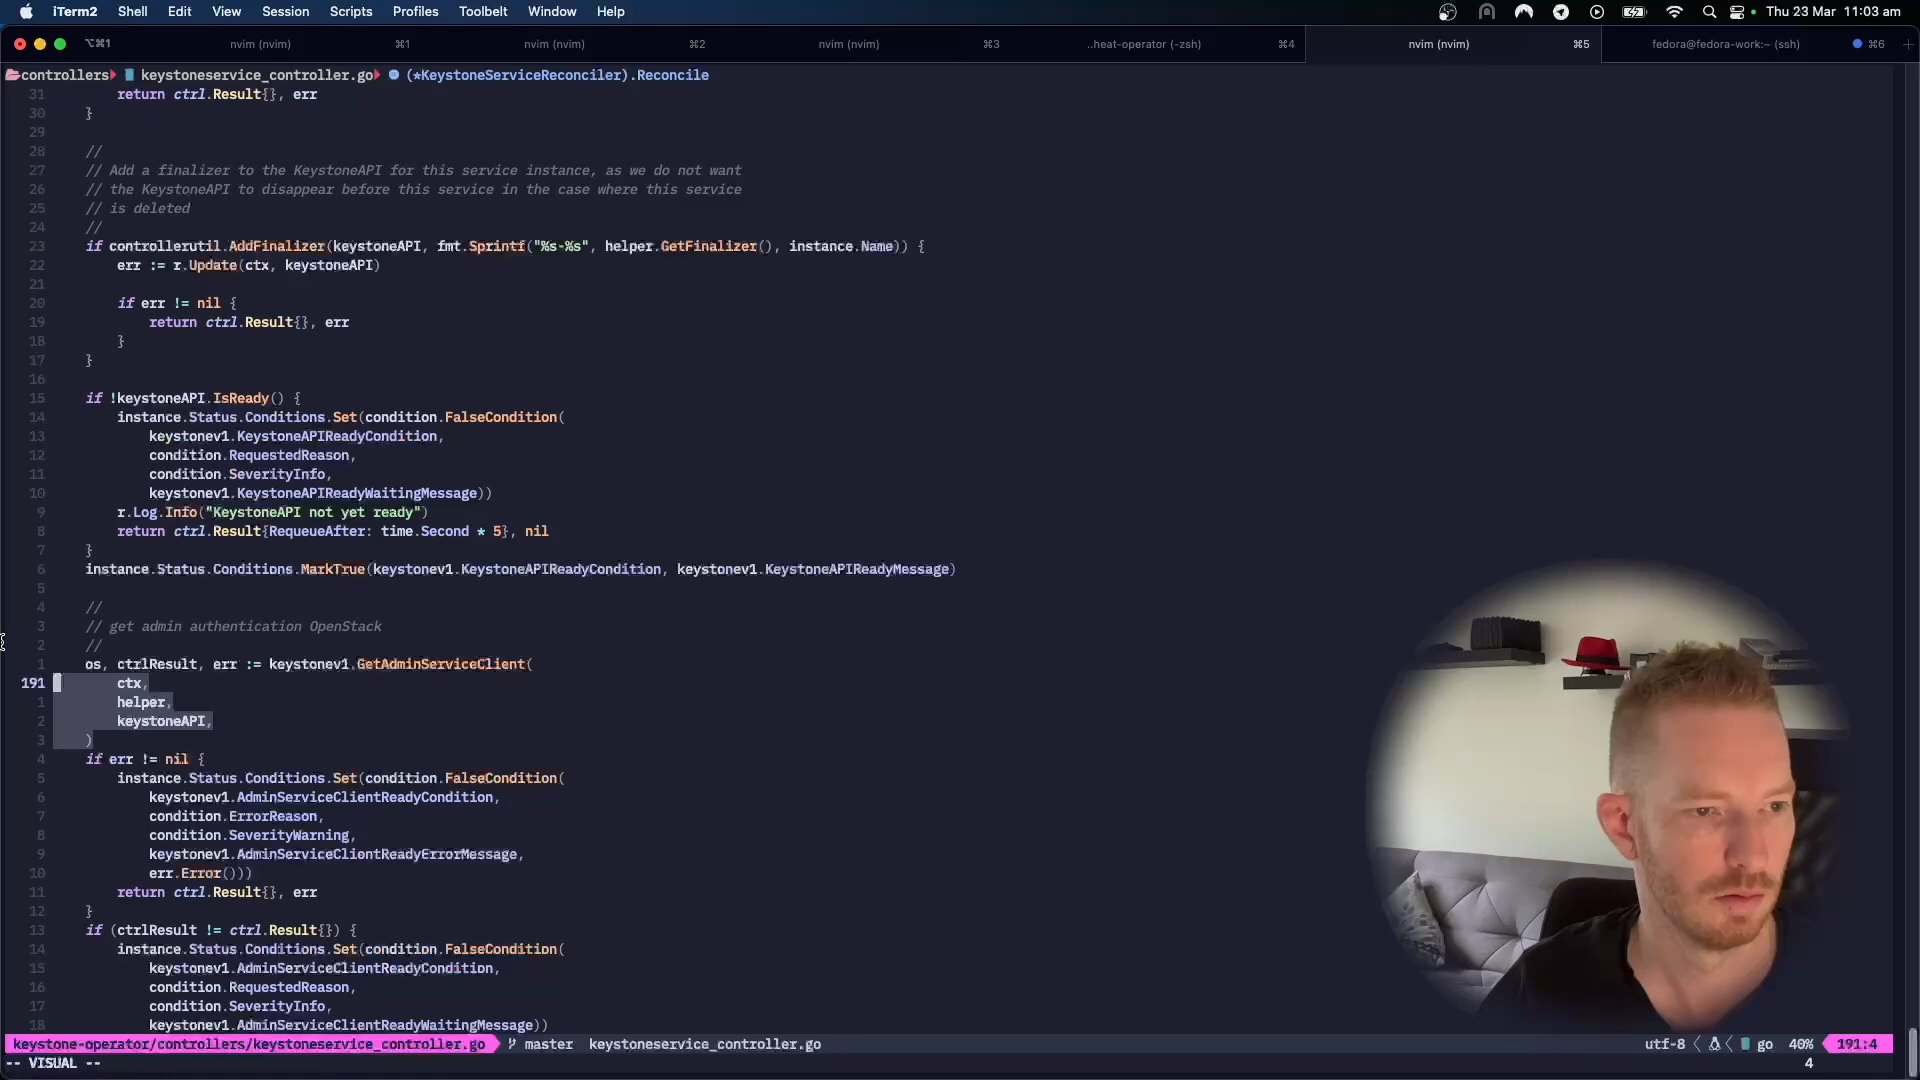 iTerm2 Shell Edit View Session Scripts Profiles Toolbelt Window Help Thu 23 Mar 11:03 am
⌥⌘1 nvim (nvim) ⌘1 nvim (nvim) ⌘2 nvim (nvim) ⌘3 ..heat-operator (-zsh) ⌘4 nvim (nvim) ⌘5 fedora@fedora-work:~ (ssh) ⌘6
controllers keystoneservice_controller.go (*KeystoneServiceReconciler).Reconcile
31 return ctrl.Result{}, err
30 }
29
28 //
27 // Add a finalizer to the KeystoneAPI for this service instance, as we do not want
26 // the KeystoneAPI to disappear before this service in the case where this service
25 // is deleted
24 //
23 if controllerutil.AddFinalizer(keystoneAPI, fmt.Sprintf("%s-%s", helper.GetFinalizer(), instance.Name)) {
22 err := r.Update(ctx, keystoneAPI)
21
20 if err != nil {
19 return ctrl.Result{}, err
18 }
17 }
16
15 if !keystoneAPI.IsReady() {
14 instance.Status.Conditions.Set(condition.FalseCondition(
13 keystonev1.KeystoneAPIReadyCondition,
12 condition.RequestedReason,
11 condition.SeverityInfo,
10 keystonev1.KeystoneAPIReadyWaitingMessage))
9 r.Log.Info("KeystoneAPI not yet ready")
8 return ctrl.Result{RequeueAfter: time.Second * 5}, nil
7 }
6 instance.Status.Conditions.MarkTrue(keystonev1.KeystoneAPIReadyCondition, keystonev1.KeystoneAPIReadyMessage)
5
4 //
3 // get admin authentication OpenStack
2 //
1 os, ctrlResult, err := keystonev1.GetAdminServiceClient(
191 ctx,
1 helper,
2 keystoneAPI,
3 )
4 if err != nil {
5 instance.Status.Conditions.Set(condition.FalseCondition(
6 keystonev1.AdminServiceClientReadyCondition,
7 condition.ErrorReason,
8 condition.SeverityWarning,
9 keystonev1.AdminServiceClientReadyErrorMessage,
10 err.Error()))
11 return ctrl.Result{}, err
12 }
13 if (ctrlResult != ctrl.Result{}) {
14 instance.Status.Conditions.Set(condition.FalseCondition(
15 keystonev1.AdminServiceClientReadyCondition,
16 condition.RequestedReason,
17 condition.SeverityInfo,
18 keystonev1.AdminServiceClientReadyWaitingMessage))
keystone-operator/controllers/keystoneservice_controller.go master keystoneservice_controller.go utf-8 go 40% 191:4
-- VISUAL -- 4